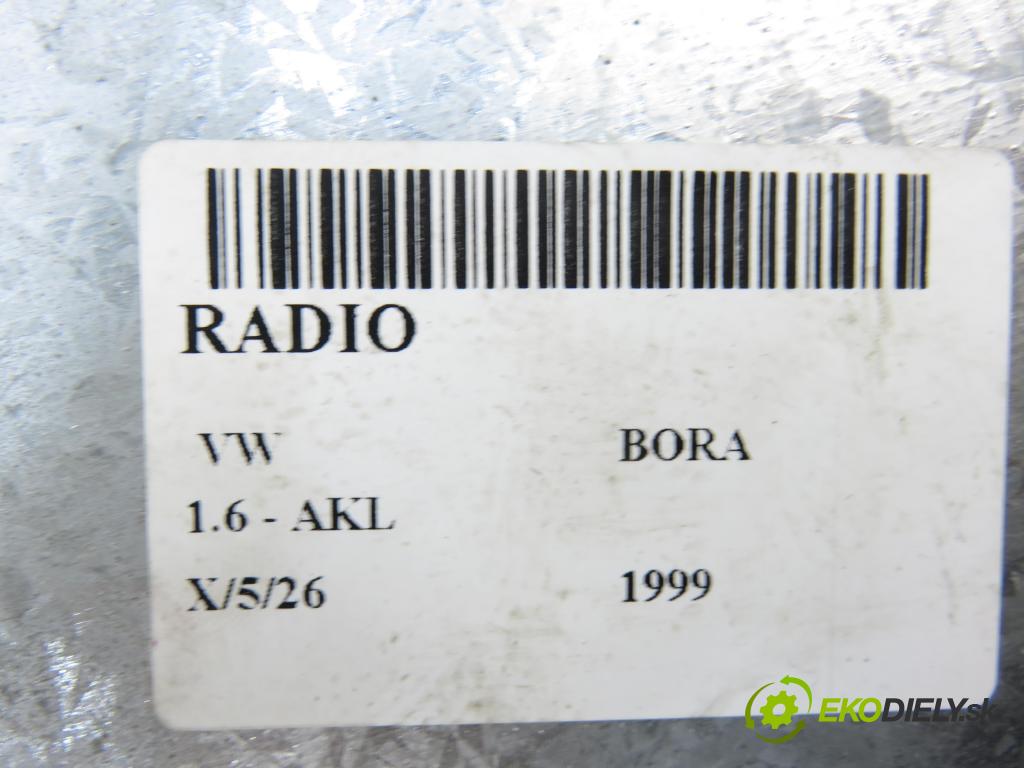 RADIO
VW BORA
1.6 - AKL
X/5/26 1999
EKODIELY.sk